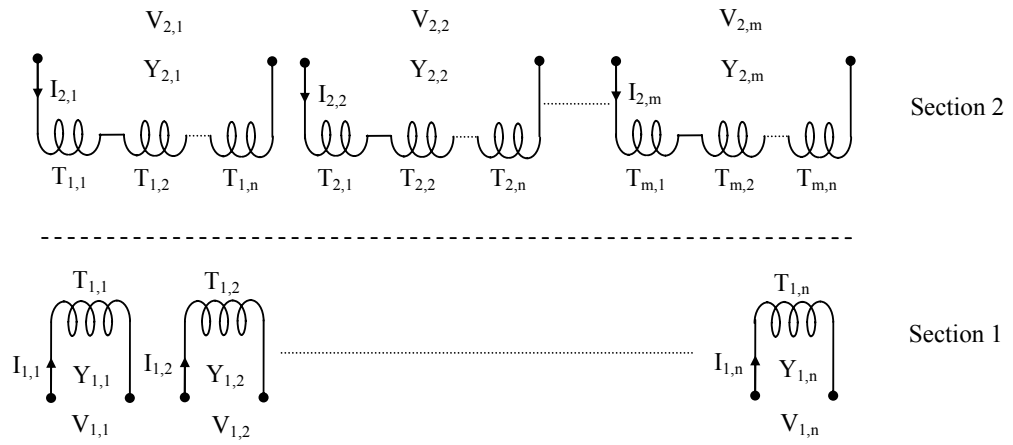 V2,1 V2,2 V2,m
Y2,1 Y2,2 Y2,m
I2,1 I2,2 I2,m
Section 2
T1,1 T1,2 T1,n T2,1 T2,2 T2,n Tm,1 Tm,2 Tm,n
T1,1 T1,2 T1,n
Section 1
I1,1 Y1,1 I1,2 Y1,2 I1,n Y1,n
V1,1 V1,2 V1,n